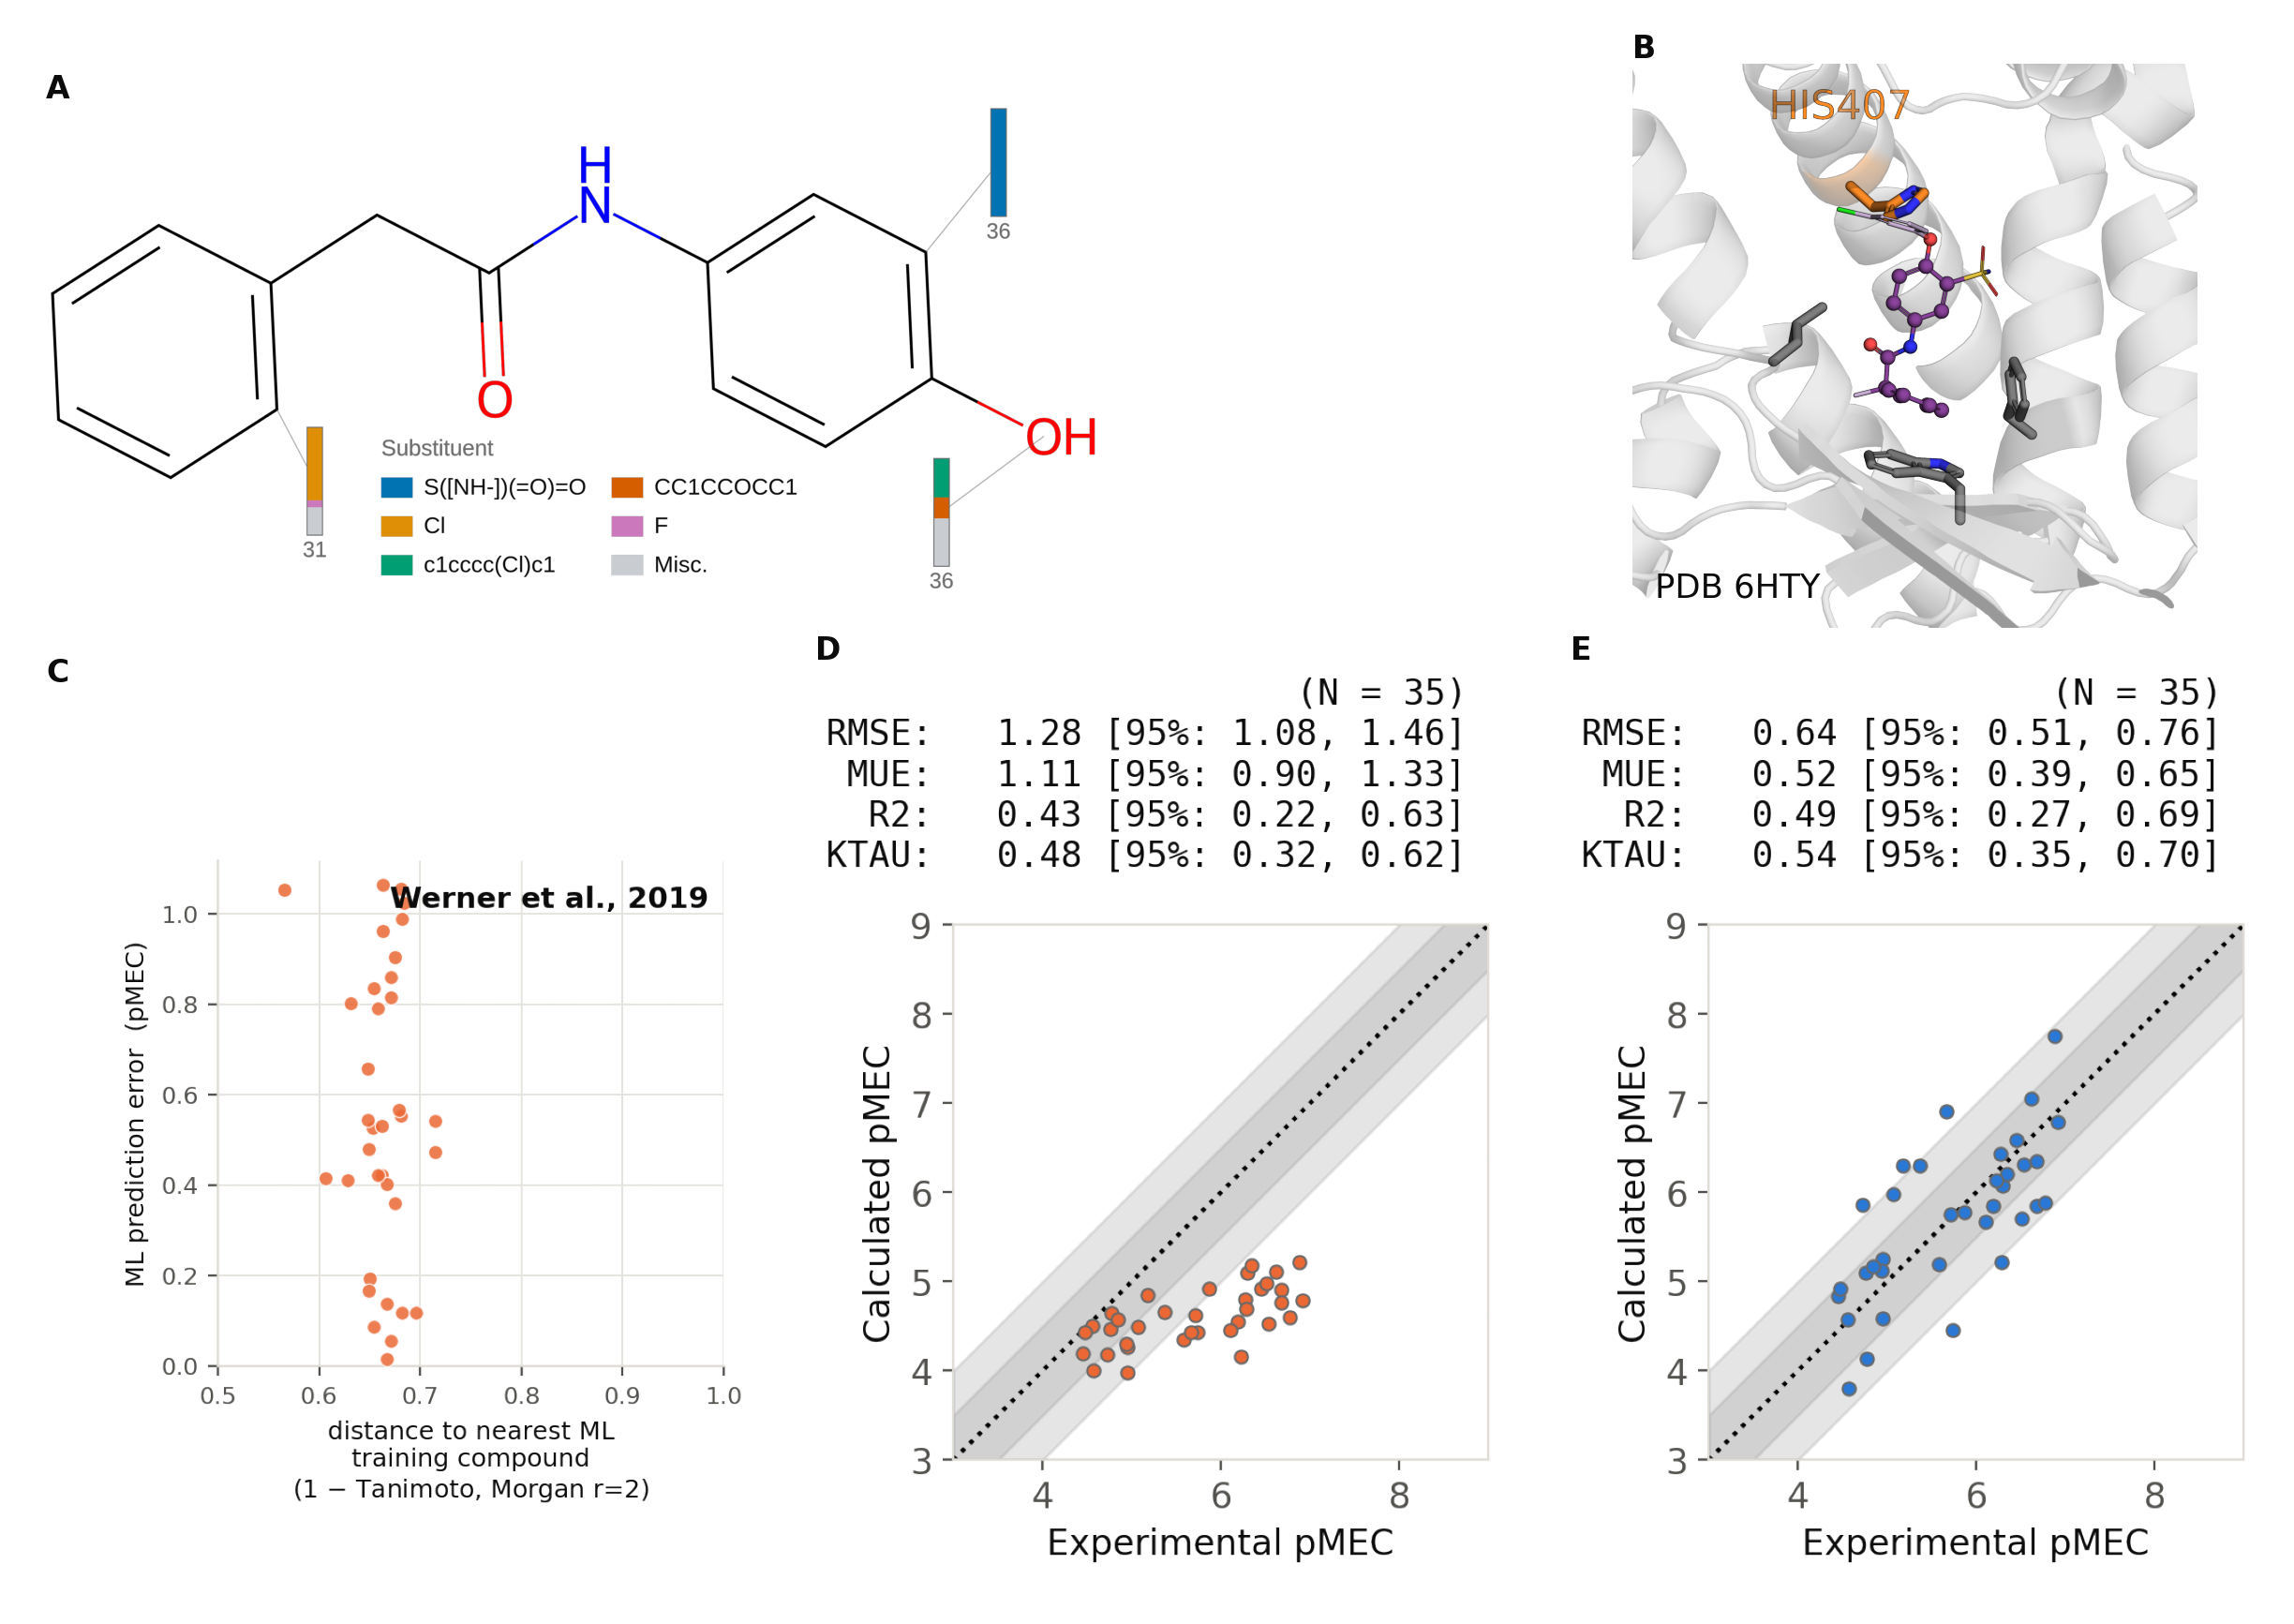 A
H
N
O
OH
36
31
36
Substituent
S([NH-])(=O)=O
CC1CCOCC1
Cl
F
c1cccc(Cl)c1
Misc.
B
HIS407
PDB 6HTY
C
Werner et al., 2019
ML prediction error (pMEC)
1.0
0.8
0.6
0.4
0.2
0.0
0.5 0.6 0.7 0.8 0.9 1.0
distance to nearest ML
training compound
(1 − Tanimoto, Morgan r=2)
D
(N = 35)
RMSE: 1.28 [95%: 1.08, 1.46]
MUE: 1.11 [95%: 0.90, 1.33]
R2: 0.43 [95%: 0.22, 0.63]
KTAU: 0.48 [95%: 0.32, 0.62]
Calculated pMEC
9
8
7
6
5
4
3
4 6 8
Experimental pMEC
E
(N = 35)
RMSE: 0.64 [95%: 0.51, 0.76]
MUE: 0.52 [95%: 0.39, 0.65]
R2: 0.49 [95%: 0.27, 0.69]
KTAU: 0.54 [95%: 0.35, 0.70]
Calculated pMEC
9
8
7
6
5
4
3
4 6 8
Experimental pMEC